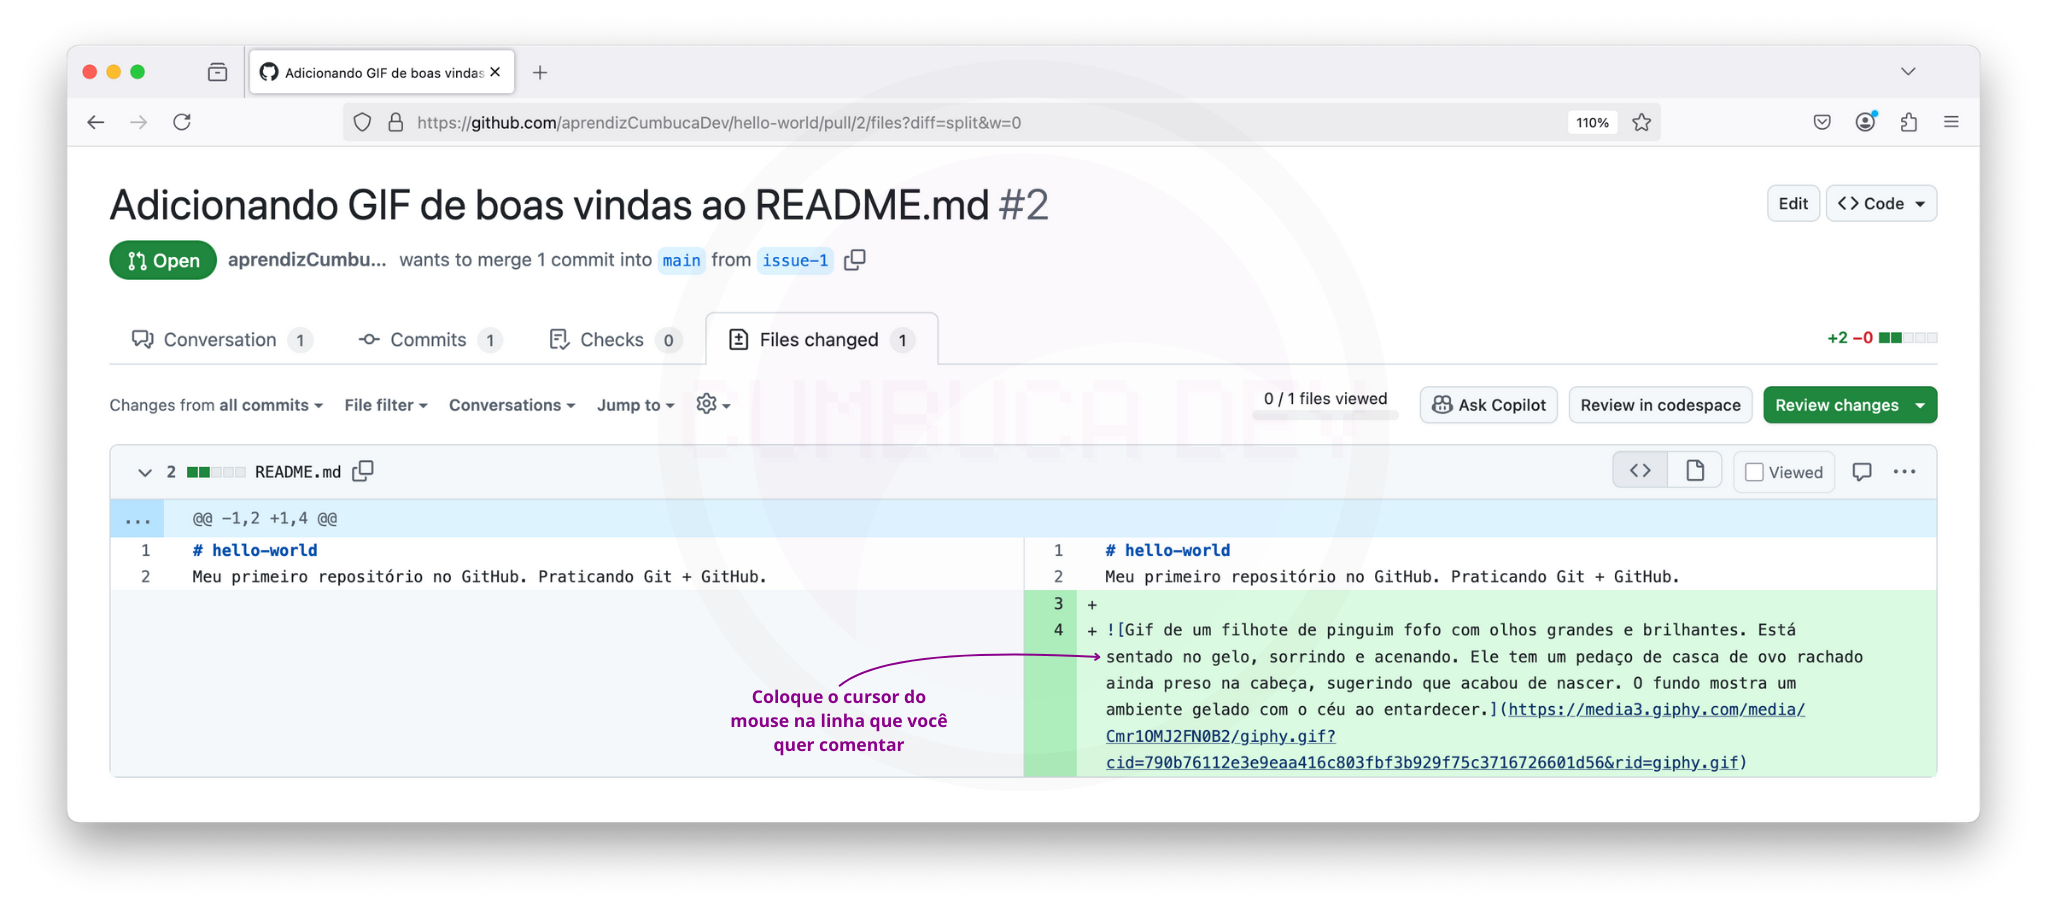 Adicionando GIF de boas vindas
https://github.com/aprendizCumbucaDev/hello-world/pull/2/files?diff=split&w=0
110%
Adicionando GIF de boas vindas ao README.md #2
Edit
Code
Open
aprendizCumbu... wants to merge 1 commit into main from issue-1
Conversation 1
Commits 1
Checks 0
Files changed 1
+2 −0
Changes from all commits
File filter
Conversations
Jump to
0 / 1 files viewed
Ask Copilot
Review in codespace
Review changes
2 README.md
Viewed
... @@ -1,2 +1,4 @@
1 # hello-world
2 Meu primeiro repositório no GitHub. Praticando Git + GitHub.
1 # hello-world
2 Meu primeiro repositório no GitHub. Praticando Git + GitHub.
3 +
4 + ![Gif de um filhote de pinguim fofo com olhos grandes e brilhantes. Está
sentado no gelo, sorrindo e acenando. Ele tem um pedaço de casca de ovo rachado
ainda preso na cabeça, sugerindo que acabou de nascer. O fundo mostra um
ambiente gelado com o céu ao entardecer.](https://media3.giphy.com/media/
Cmr1OMJ2FN0B2/giphy.gif?
cid=790b76112e3e9eaa416c803fbf3b929f75c3716726601d56&rid=giphy.gif)
Coloque o cursor do
mouse na linha que você
quer comentar
CUMBUCA DEV